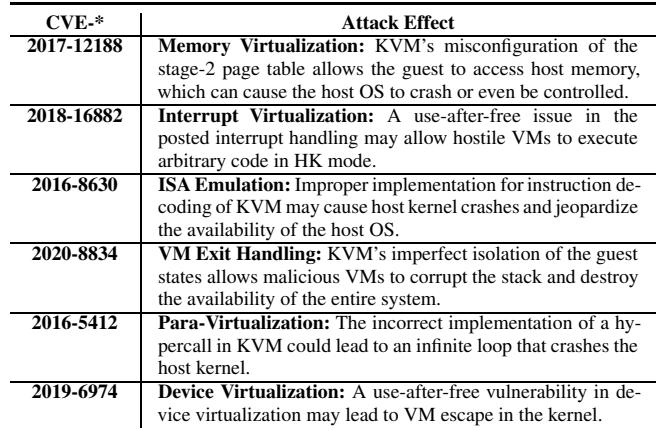 CVE-* Attack Effect
2017-12188 Memory Virtualization: KVM's misconfiguration of the
stage-2 page table allows the guest to access host memory,
which can cause the host OS to crash or even be controlled.
2018-16882 Interrupt Virtualization: A use-after-free issue in the
posted interrupt handling may allow hostile VMs to execute
arbitrary code in HK mode.
2016-8630 ISA Emulation: Improper implementation for instruction de-
coding of KVM may cause host kernel crashes and jeopardize
the availability of the host OS.
2020-8834 VM Exit Handling: KVM's imperfect isolation of the guest
states allows malicious VMs to corrupt the stack and destroy
the availability of the entire system.
2016-5412 Para-Virtualization: The incorrect implementation of a hy-
percall in KVM could lead to an infinite loop that crashes the
host kernel.
2019-6974 Device Virtualization: A use-after-free vulnerability in de-
vice virtualization may lead to VM escape in the kernel.